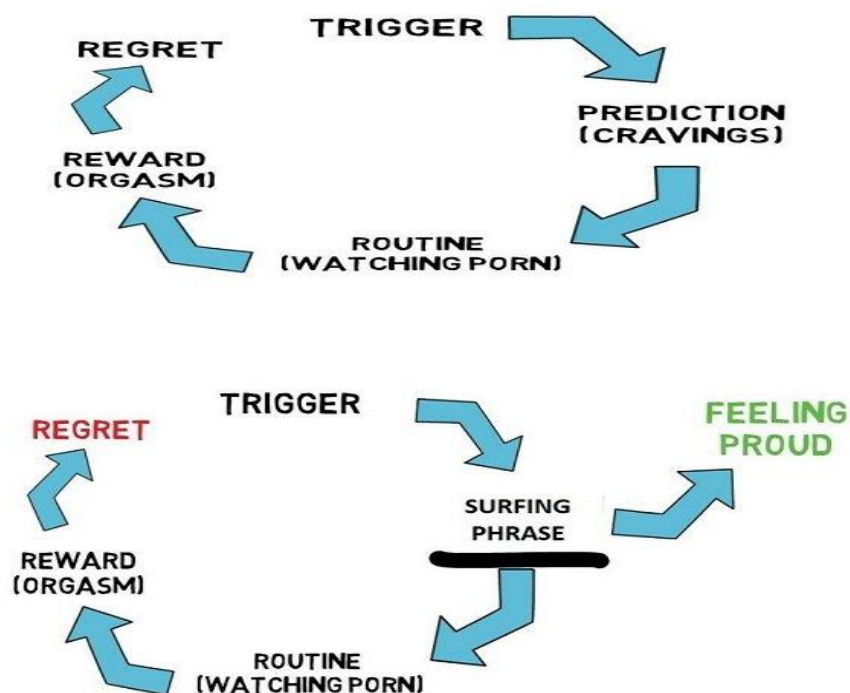 TRIGGER
REGRET
PREDICTION
(CRAVINGS)
REWARD
(ORGASM)
ROUTINE
(WATCHING PORN)
TRIGGER
FEELING
PROUD
REGRET
SURFING
PHRASE
REWARD
(ORGASM)
ROUTINE
(WATCHING PORN)